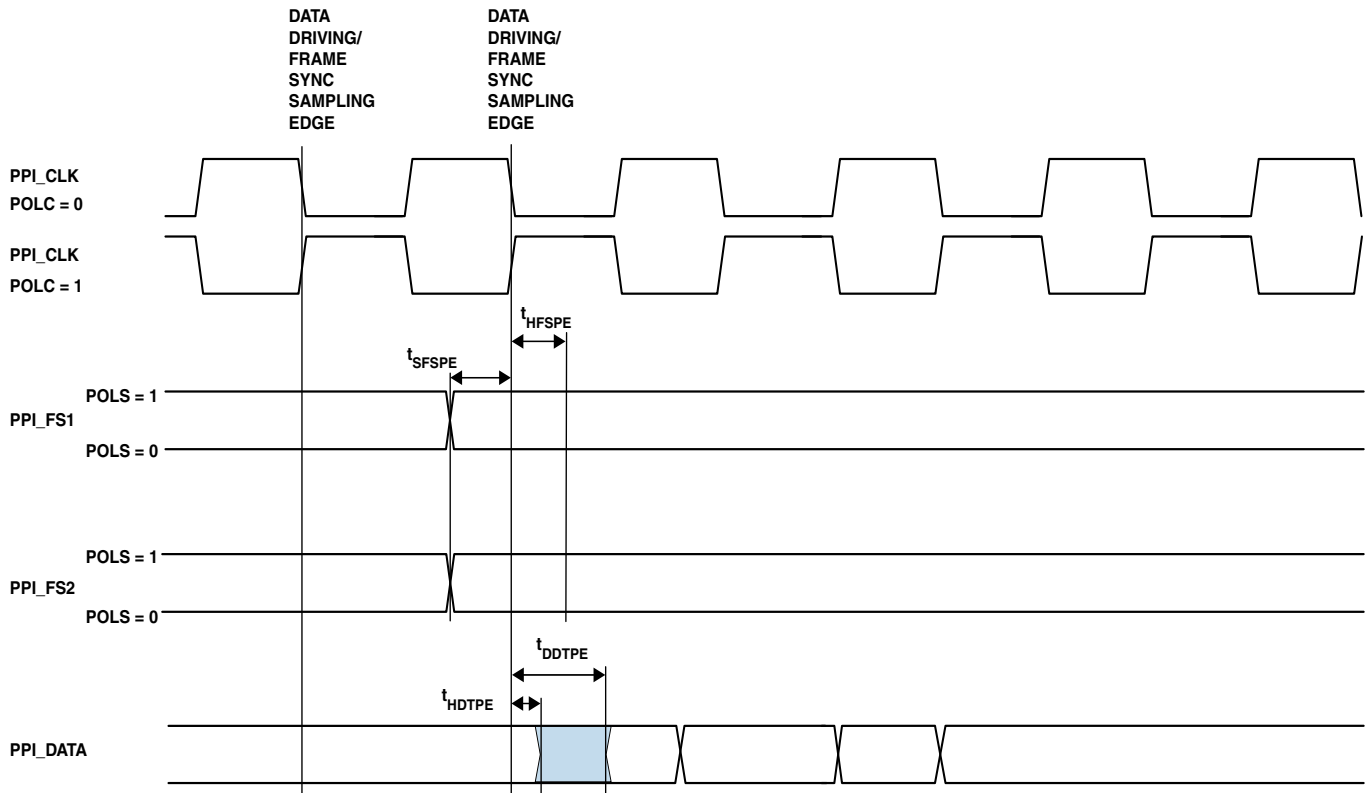 DATA
DRIVING/
FRAME
SYNC
SAMPLING
EDGE
DATA
DRIVING/
FRAME
SYNC
SAMPLING
EDGE
PPI_CLK
POLC = 0
PPI_CLK
POLC = 1
tHFSPE
tSFSPE
POLS = 1
PPI_FS1
POLS = 0
POLS = 1
PPI_FS2
POLS = 0
tDDTPE
tHDTPE
PPI_DATA